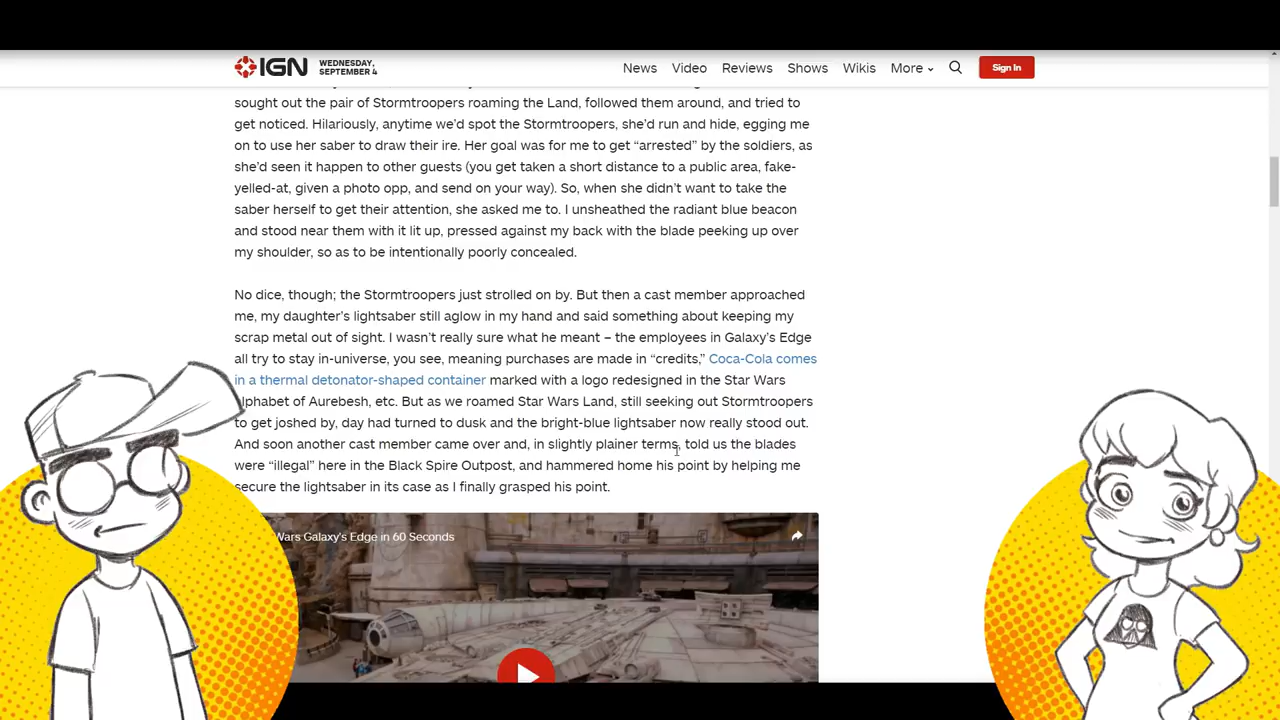 IGN
WEDNESDAY,
SEPTEMBER 4
News Video Reviews Shows Wikis More
Sign In
sought out the pair of Stormtroopers roaming the Land, followed them around, and tried to
get noticed. Hilariously, anytime we’d spot the Stormtroopers, she’d run and hide, egging me
on to use her saber to draw their ire. Her goal was for me to get “arrested” by the soldiers, as
she’d seen it happen to other guests (you get taken a short distance to a public area, fake-
yelled-at, given a photo opp, and send on your way). So, when she didn’t want to take the
saber herself to get their attention, she asked me to. I unsheathed the radiant blue beacon
and stood near them with it lit up, pressed against my back with the blade peeking up over
my shoulder, so as to be intentionally poorly concealed.
No dice, though; the Stormtroopers just strolled on by. But then a cast member approached
me, my daughter’s lightsaber still aglow in my hand and said something about keeping my
scrap metal out of sight. I wasn’t really sure what he meant – the employees in Galaxy’s Edge
all try to stay in-universe, you see, meaning purchases are made in “credits,” Coca-Cola comes
in a thermal detonator-shaped container marked with a logo redesigned in the Star Wars
alphabet of Aurebesh, etc. But as we roamed Star Wars Land, still seeking out Stormtroopers
to get joshed by, day had turned to dusk and the bright-blue lightsaber now really stood out.
And soon another cast member came over and, in slightly plainer terms, told us the blades
were “illegal” here in the Black Spire Outpost, and hammered home his point by helping me
secure the lightsaber in its case as I finally grasped his point.
Wars Galaxy’s Edge in 60 Seconds